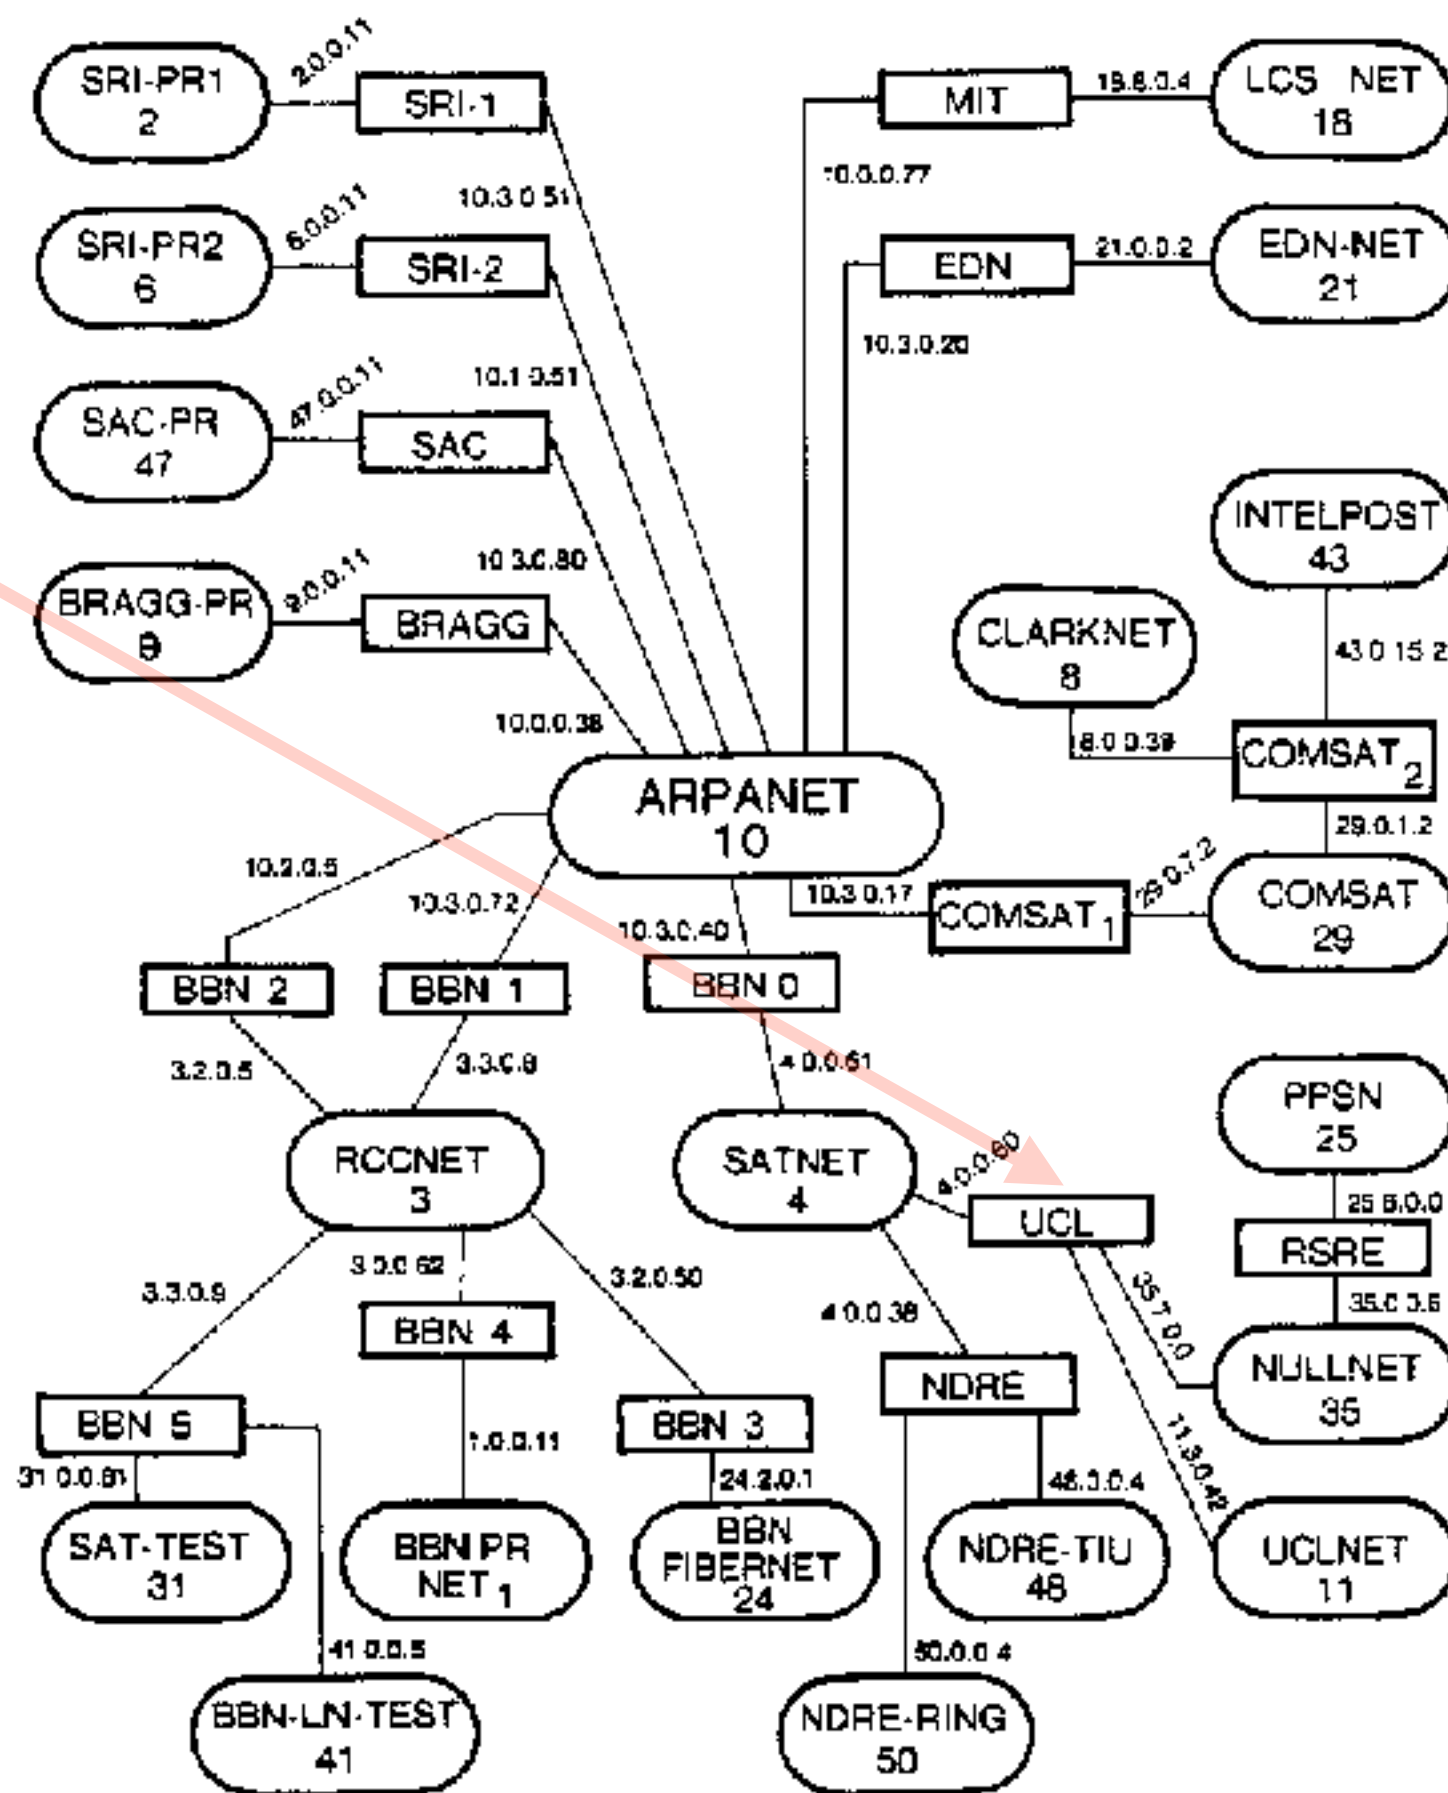 SRI-PR1
2
2.0.0.11
SRI-1
10.3.0.51
MIT
10.0.0.77
LCS NET
18
SRI-PR2
6
6.0.0.11
SRI-2
10.1.0.51
EDN
21.0.0.2
10.3.0.20
EDN-NET
21
SAC-PR
47
47.0.0.11
SAC
10.3.0.80
INTELPOST
43
43.0.15.2
BRAGG-PR
9
9.0.0.11
BRAGG
10.0.0.38
CLARKNET
8
8.0.0.39
COMSAT 2
29.0.1.2
ARPANET
10
10.2.0.5
10.3.0.72
10.3.0.40
10.3.0.17
COMSAT 1
29.0.7.2
COMSAT
29
BBN 2
BBN 1
BBN 0
3.2.0.5
3.3.0.8
4.0.0.61
PPSN
25
25.6.0.0
RCCNET
3
SATNET
4
4.0.0.60
UCL
RSRE
35.0.0.6
3.3.0.9
3.0.0.62
3.2.0.50
4.0.0.38
35.7.0.0
11.3.0.42
BBN 4
NDRE
NULLNET
35
BBN 5
31.0.0.61
1.0.0.11
BBN 3
24.2.0.1
SAT-TEST
31
BBN PR
NET 1
BBN
FIBERNET
24
NDRE-TIU
48
UCLNET
11
41.0.0.5
50.0.0.4
BBN-LN-TEST
41
NDRE-RING
50